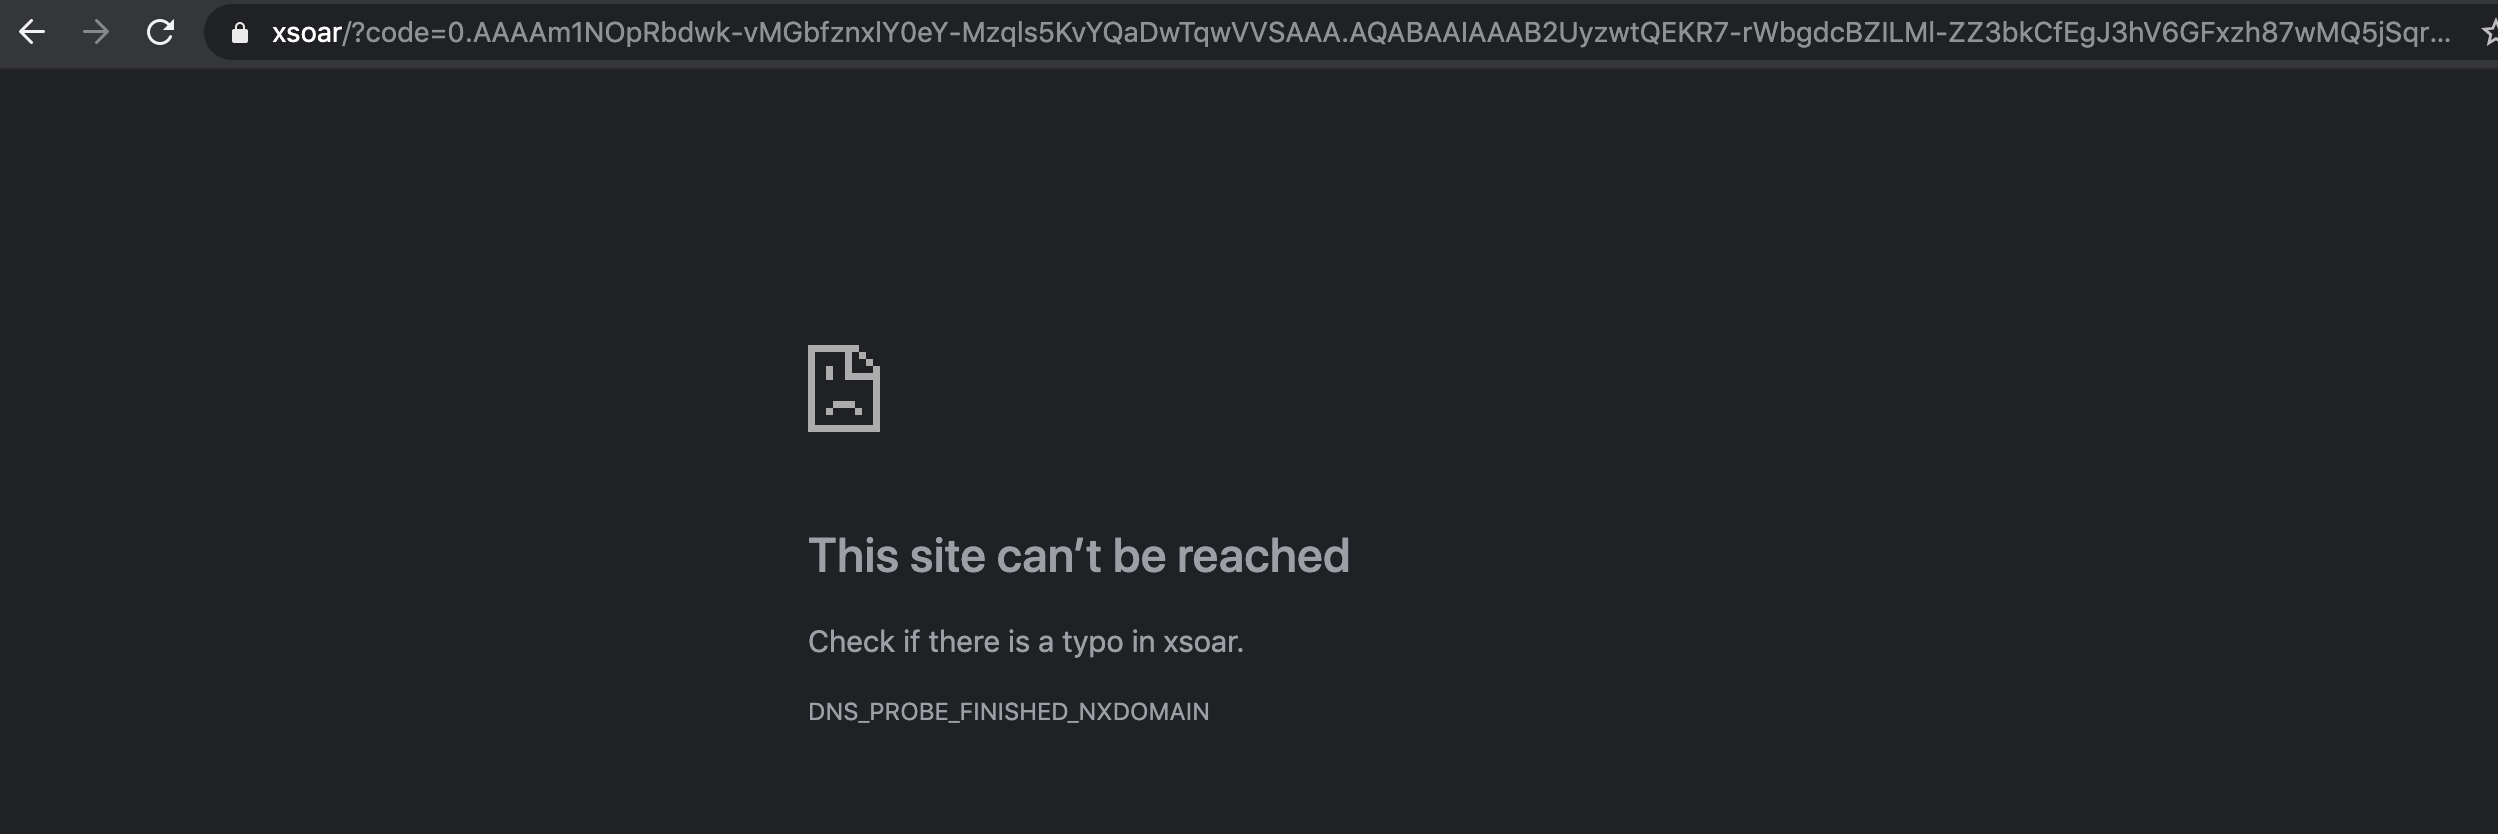 xsoar/?code=0.AAAAm1NOpRbdwk-vMGbfznxlY0eY-Mzqls5KvYQaDwTqwVVSAAA.AQABAAIAAAB2UyzwtQEKR7-rWbgdcBZILMl-ZZ3bkCfEgJ3hV6GFxzh87wMQ5jSqr...
This site can't be reached
Check if there is a typo in xsoar.
DNS_PROBE_FINISHED_NXDOMAIN